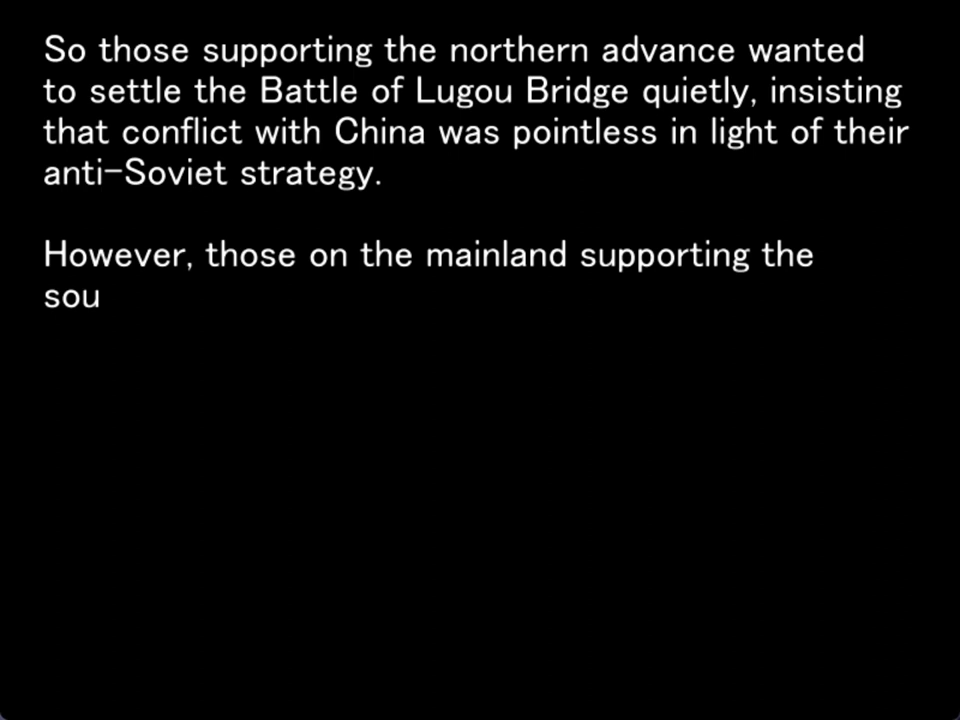 So those supporting the northern advance wanted
to settle the Battle of Lugou Bridge quietly, insisting
that conflict with China was pointless in light of their
anti-Soviet strategy.
However, those on the mainland supporting the
sou